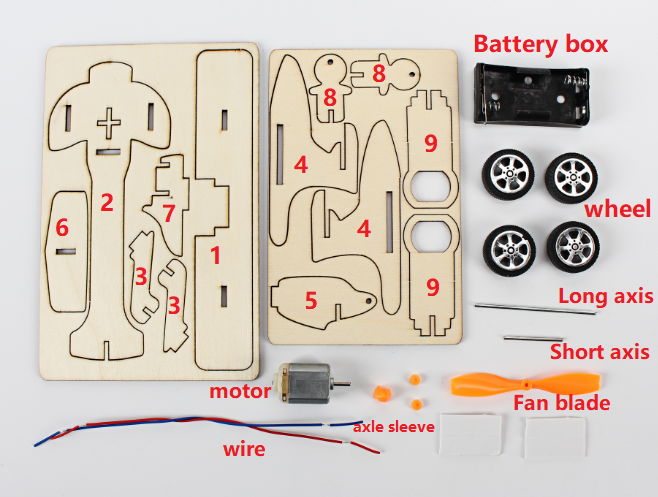 Battery box
8
8
9
4
2
6
7
4
wheel
1
3
3
9
5
Long axis
Short axis
motor
Fan blade
axle sleeve
wire